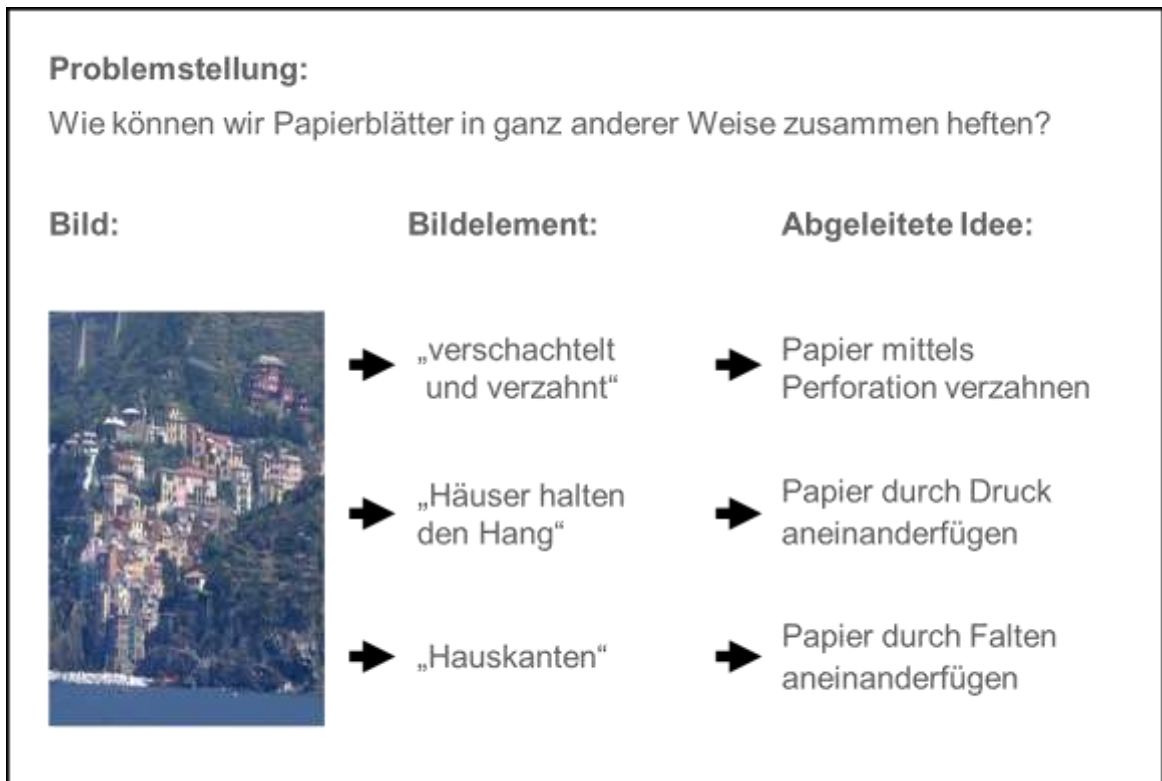 Problemstellung:
Wie können wir Papierblätter in ganz anderer Weise zusammen heften?
Bild:
Bildelement:
Abgeleitete Idee:
„verschachtelt
und verzahnt“
Papier mittels
Perforation verzahnen
„Häuser halten
den Hang“
Papier durch Druck
aneinanderfügen
„Hauskanten“
Papier durch Falten
aneinanderfügen